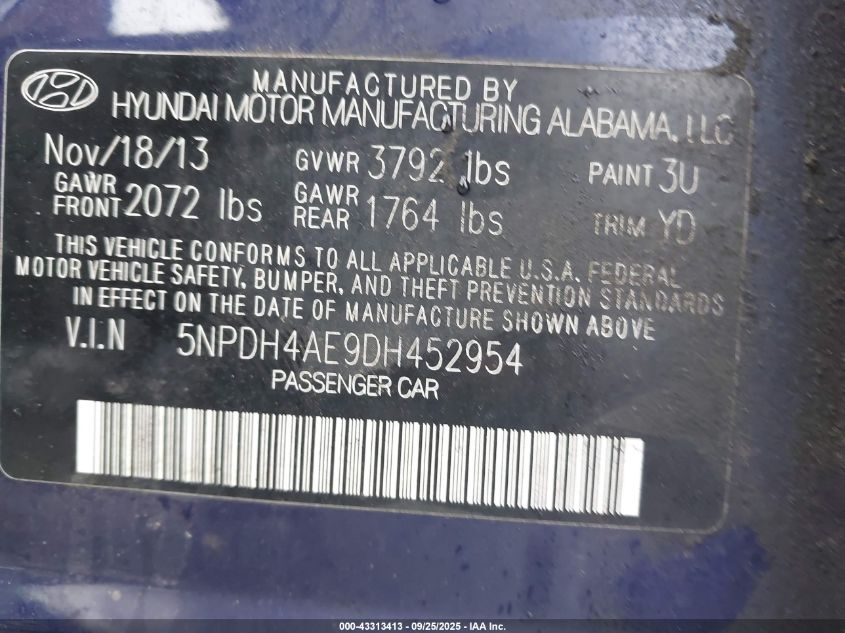 MANUFACTURED BY
HYUNDAI MOTOR MANUFACTURING ALABAMA, LLC
Nov/18/13 GVWR 3792 lbs PAINT 3U
GAWR FRONT 2072 lbs GAWR REAR 1764 lbs TRIM YD
THIS VEHICLE CONFORMS TO ALL APPLICABLE U.S.A. FEDERAL
MOTOR VEHICLE SAFETY, BUMPER, AND THEFT PREVENTION STANDARDS
IN EFFECT ON THE DATE OF MANUFACTURE SHOWN ABOVE
V.I.N 5NPDH4AE9DH452954
PASSENGER CAR
000-43313413 - 09/25/2025 - IAA Inc.